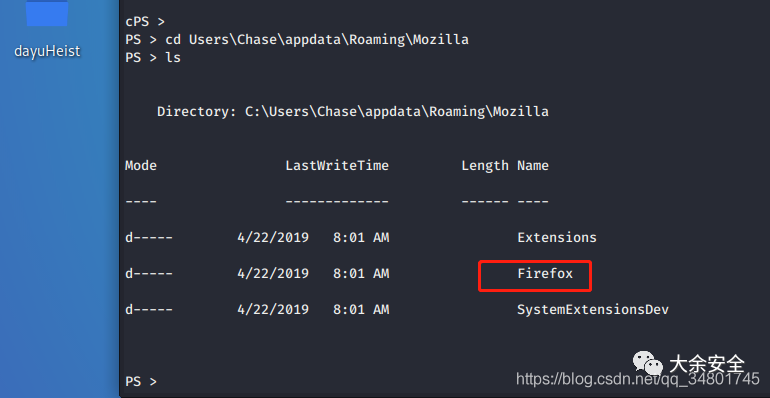 dayuHeist
cPS >
PS > cd Users\Chase\appdata\Roaming\Mozilla
PS > ls
Directory: C:\Users\Chase\appdata\Roaming\Mozilla
Mode LastWriteTime Length Name
---- ------------- ------ ----
d----- 4/22/2019 8:01 AM Extensions
d----- 4/22/2019 8:01 AM Firefox
d----- 4/22/2019 8:01 AM SystemExtensionsDev
PS >
大余安全
https://blog.csdn.net/qq_34801745